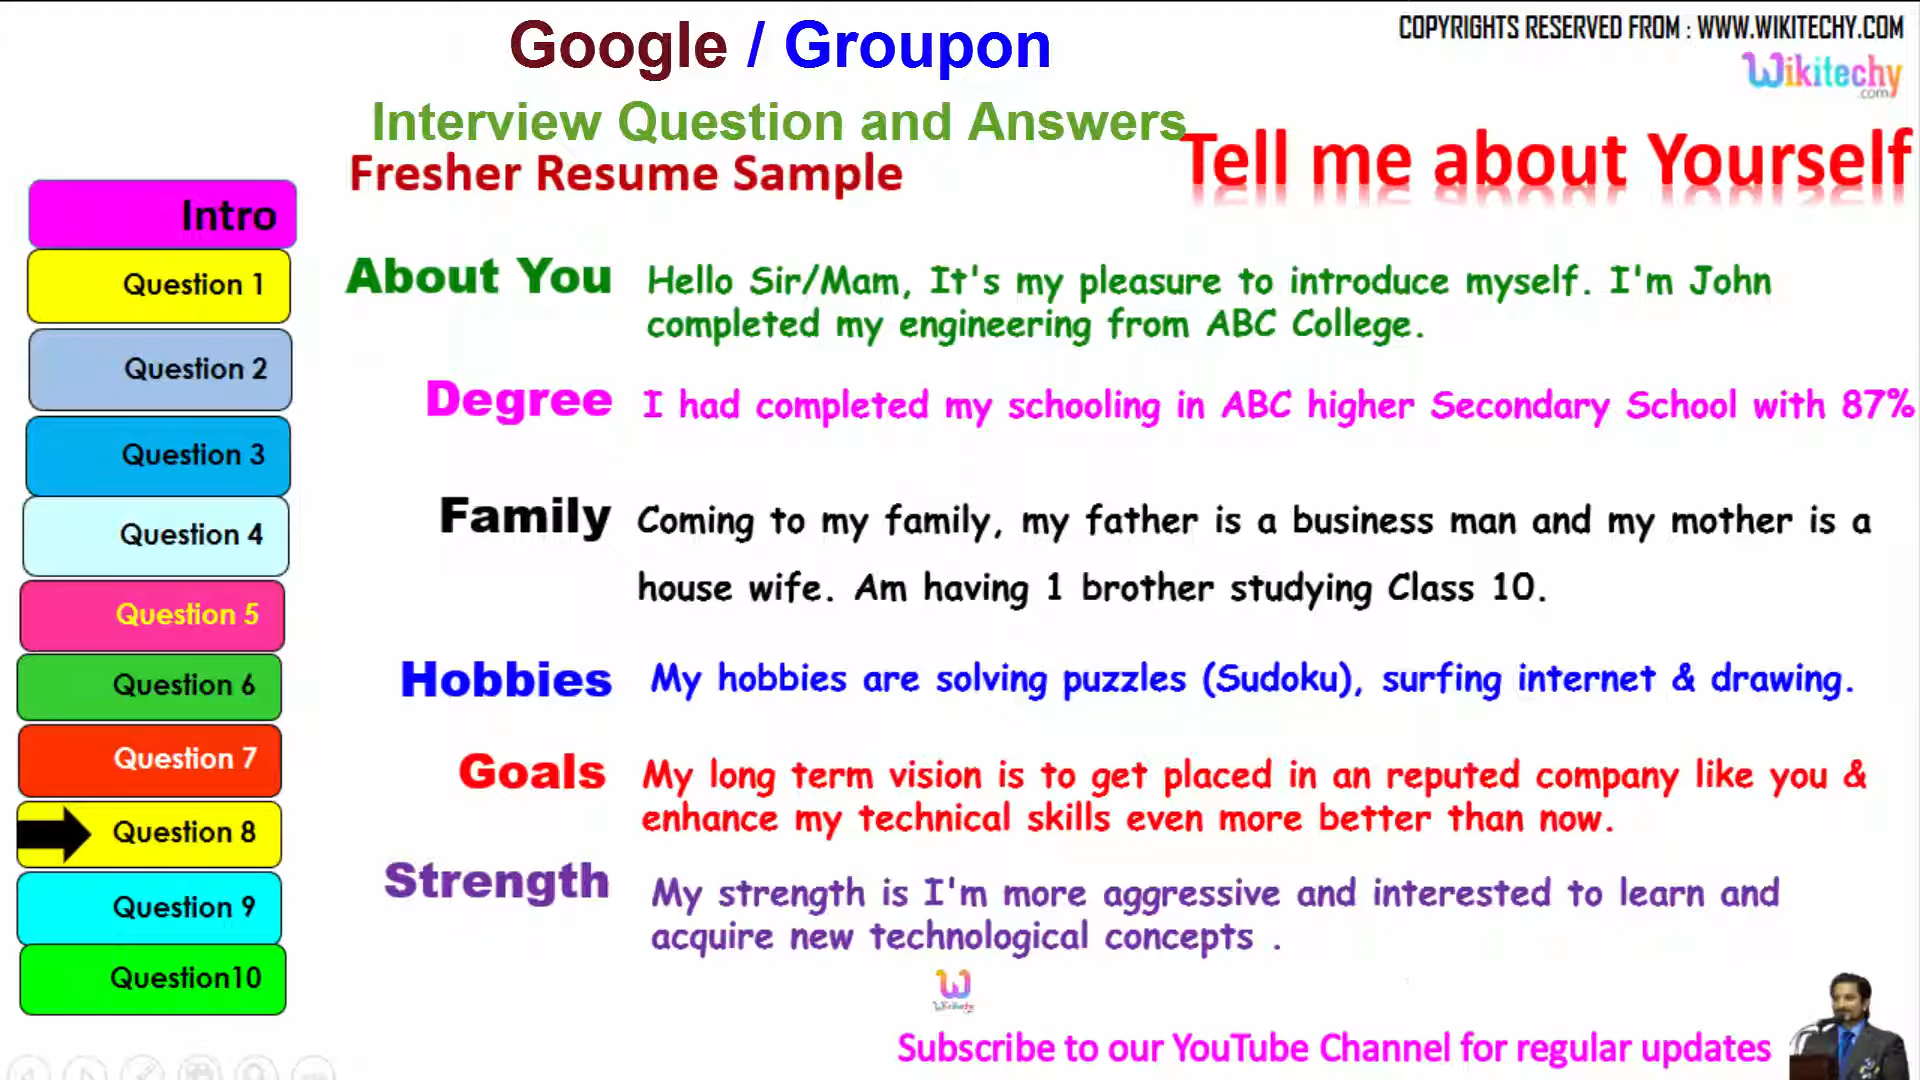 Google / Groupon
COPYRIGHTS RESERVED FROM : WWW.WIKITECHY.COM
Wikitechy
.com
Interview Question and Answers
Tell me about Yourself
Fresher Resume Sample
Intro
Question 1
Question 2
Question 3
Question 4
Question 5
Question 6
Question 7
Question 8
Question 9
Question10
About You
Hello Sir/Mam, It's my pleasure to introduce myself. I'm John
completed my engineering from ABC College.
Degree
I had completed my schooling in ABC higher Secondary School with 87%
Family
Coming to my family, my father is a business man and my mother is a
house wife. Am having 1 brother studying Class 10.
Hobbies
My hobbies are solving puzzles (Sudoku), surfing internet & drawing.
Goals
My long term vision is to get placed in an reputed company like you &
enhance my technical skills even more better than now.
Strength
My strength is I'm more aggressive and interested to learn and
acquire new technological concepts .
W
Wikitechy
Subscribe to our YouTube Channel for regular updates